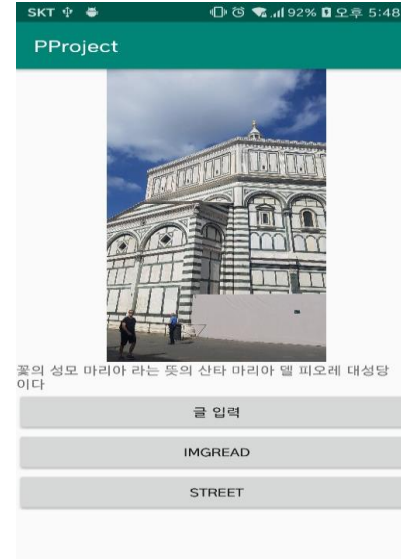 SKT 92% 오후 5:48
PProject
꽃의 성모 마리아 라는 뜻의 산타 마리아 델 피오레 대성당
이다
글 입력
IMGREAD
STREET